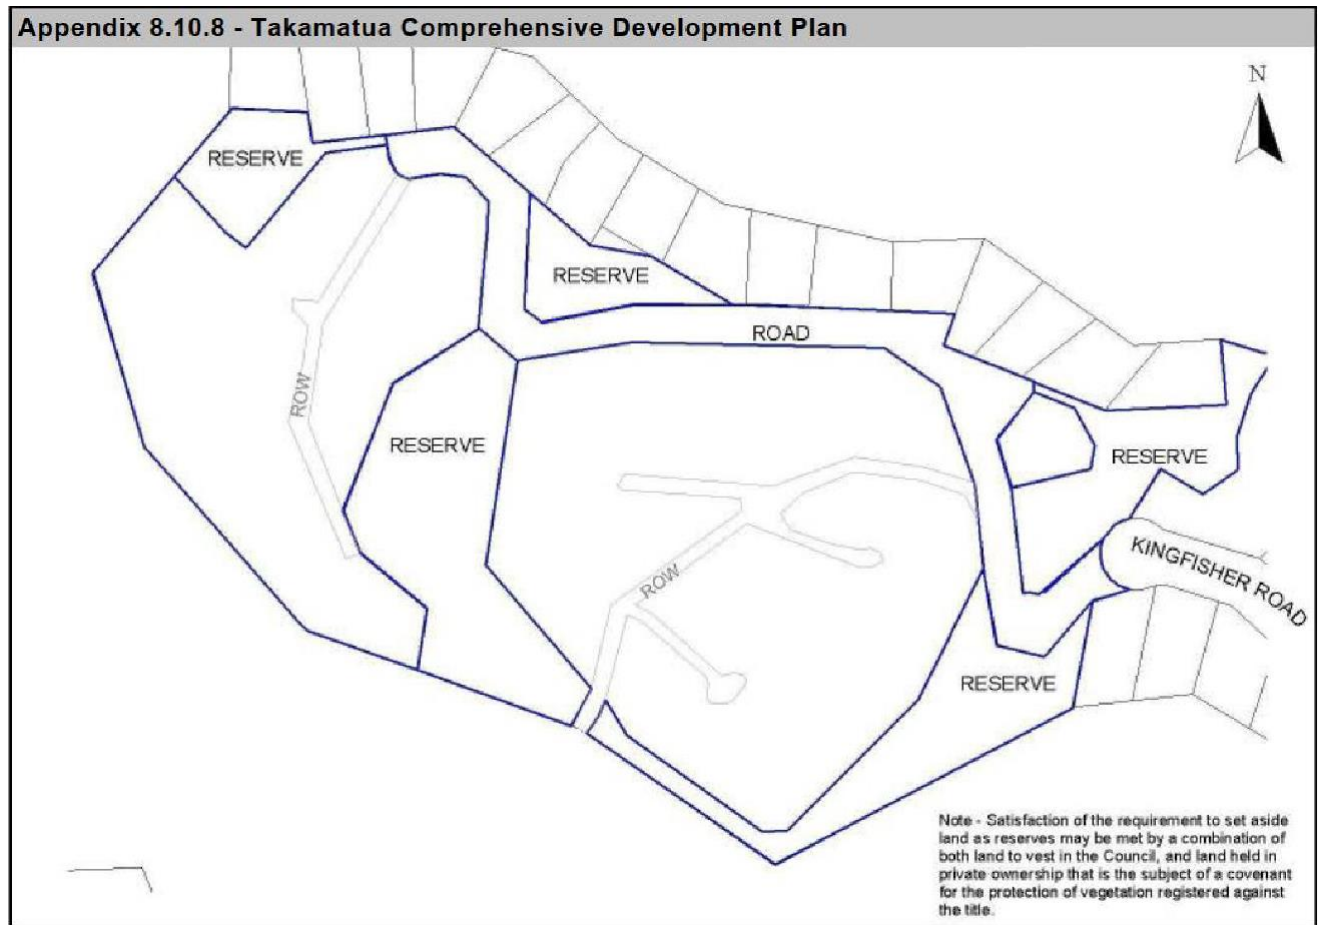 Appendix 8.10.8 - Takamatua Comprehensive Development Plan
N
RESERVE
RESERVE
ROAD
ROW
RESERVE
RESERVE
KINGFISHER ROAD
ROW
RESERVE
Note - Satisfaction of the requirement to set aside
land as reserves may be met by a combination of
both land to vest in the Council, and land held in
private ownership that is the subject of a covenant
for the protection of vegetation registered against
the title.